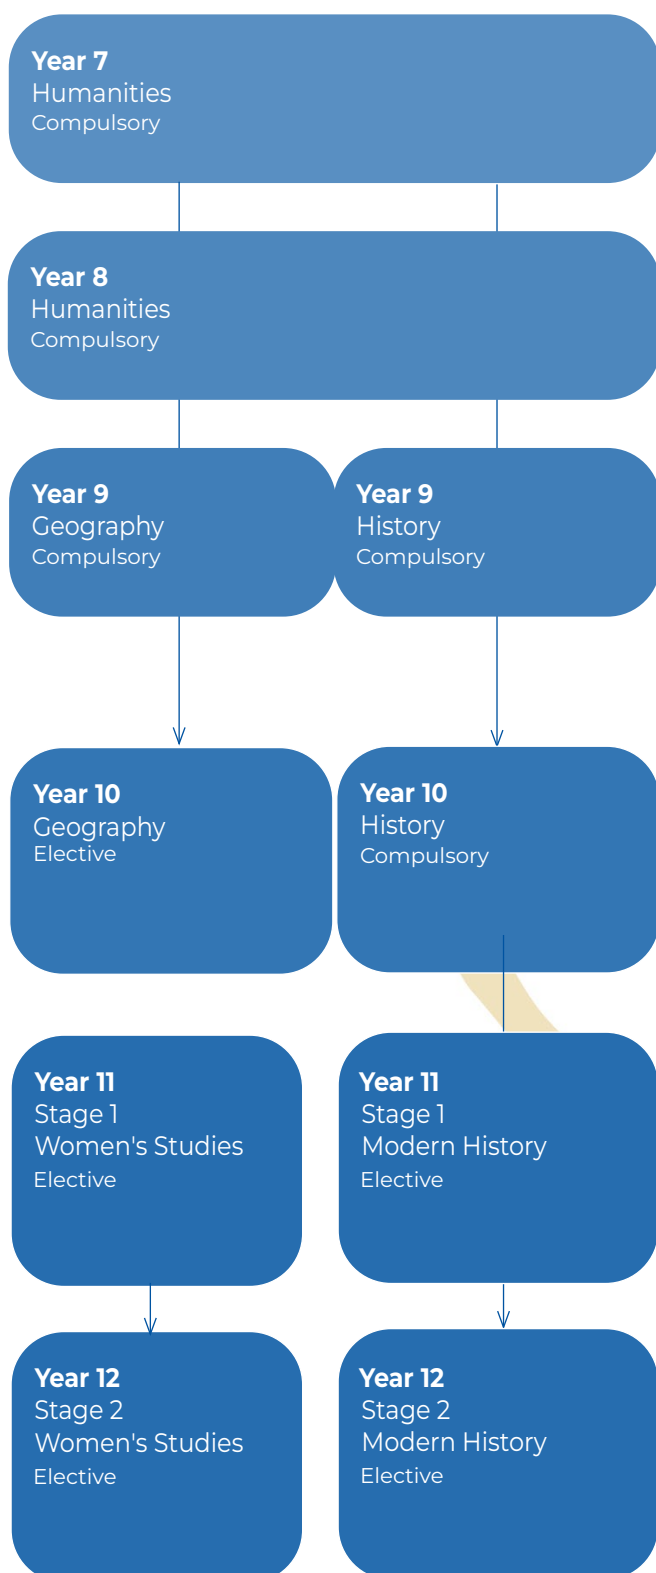 Year 7
Humanities
Compulsory
Year 8
Humanities
Compulsory
Year 9
Geography
Compulsory
Year 9
History
Compulsory
Year 10
Geography
Elective
Year 10
History
Compulsory
Year 11
Stage 1
Women's Studies
Elective
Year 11
Stage 1
Modern History
Elective
Year 12
Stage 2
Women's Studies
Elective
Year 12
Stage 2
Modern History
Elective